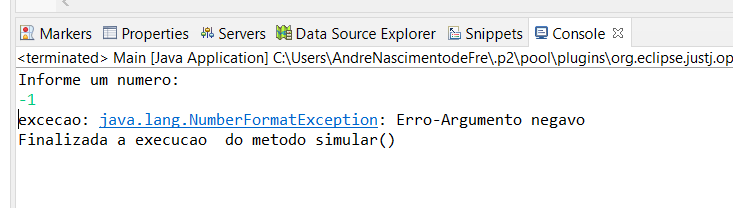 Markers Properties Servers Data Source Explorer Snippets Console
<terminated> Main [Java Application] C:\Users\AndreNascimentodeFre\.p2\pool\plugins\org.eclipse.justj.op
Informe um numero:
-1
excecao: java.lang.NumberFormatException: Erro-Argumento negavo
Finalizada a execucao  do metodo simular()